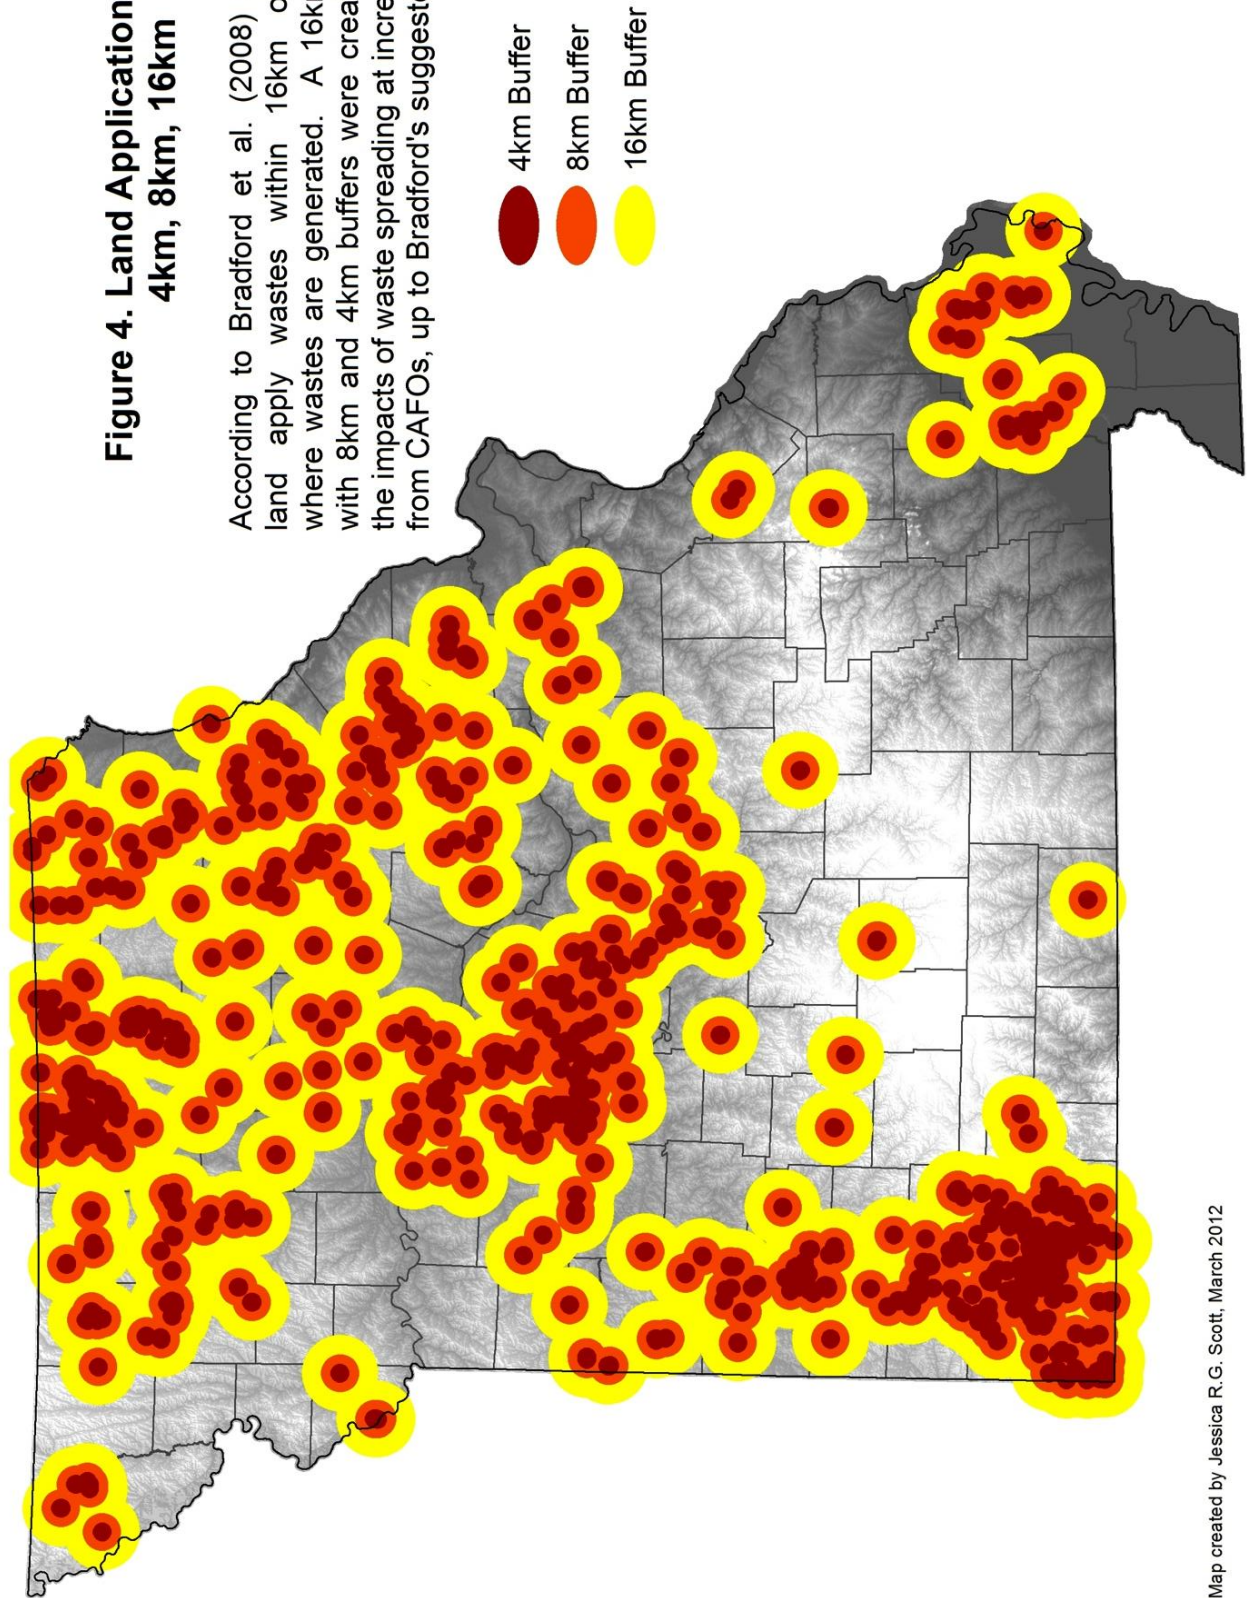 Figure 4. Land Application
4km, 8km, 16km
According to Bradford et al. (2008)
land apply wastes within 16km
where wastes are generated. A
with 8km and 4km buffers were
the impacts of waste spreading at
from CAFOs, up to Bradford's
4km Buffer
8km Buffer
16km Buffer
Map created by Jessica R.G. Scott, March 2012